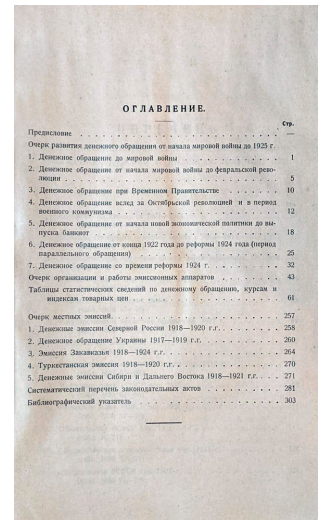 ОГЛАВЛЕНИЕ.
Стр.
Предисловие . . . . . . . . . . . . . . . . —
Очерк развития денежного обращения от начала мировой войны до 1925 г.
1. Денежное обращение до мировой войны . . . . . . . . 1
2. Денежное обращение от начала мировой войны до февральской рево-
люции . . . . . . . . . . . . . . . . 5
3. Денежное обращение при Временном Правительстве . . . . 10
4. Денежное обращение вслед за Октябрьской революцией и в период
военного коммунизма . . . . . . . . . . . . 12
5. Денежное обращение от начала новой экономической политики до вы-
пуска банкнот . . . . . . . . . . . . . . 18
6. Денежное обращение от конца 1922 года до реформы 1924 г. (период
параллельного обращения) . . . . . . . . . . . 25
7. Денежное обращение со времени реформы 1924 г. . . . . . 32
Очерк организации и работы эмиссионных аппаратов . . . . . 43
Таблицы статистических сведений по денежному обращению, курсам и
индексам товарных цен . . . . . . . . . . . . 61
Очерк местных эмиссий. . . . . . . . . . . . . 257
1. Денежные эмиссии Северной России 1918—1920 г.г. . . . . . 258
2. Денежное обращение Украины 1917—1919 г.г. . . . . . . 260
3. Эмиссия Закавказья 1918—1924 г.г. . . . . . . . . . 264
4. Туркестанская эмиссия 1918—1920 г.г. . . . . . . . . 270
5. Денежные эмиссии Сибири и Дальнего Востока 1918—1921 г.г. . . . 271
Систематический перечень законодательных актов . . . . . . 281
Библиографический указатель . . . . . . . . . . . 303